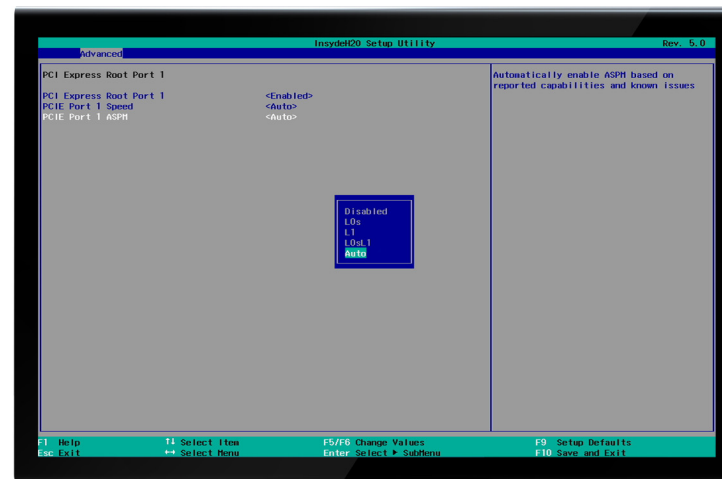 InsydeH20 Setup Utility Rev. 5.0
Advanced
PCI Express Root Port 1
PCI Express Root Port 1 <Enabled>
PCIE Port 1 Speed <Auto>
PCIE Port 1 ASPM <Auto>
Automatically enable ASPM based on
reported capabilities and known issues
Disabled
L0s
L1
L0sL1
Auto
F1 Help ↑↓ Select Item F5/F6 Change Values F9 Setup Defaults
Esc Exit ↔ Select Menu Enter Select ▶ SubMenu F10 Save and Exit